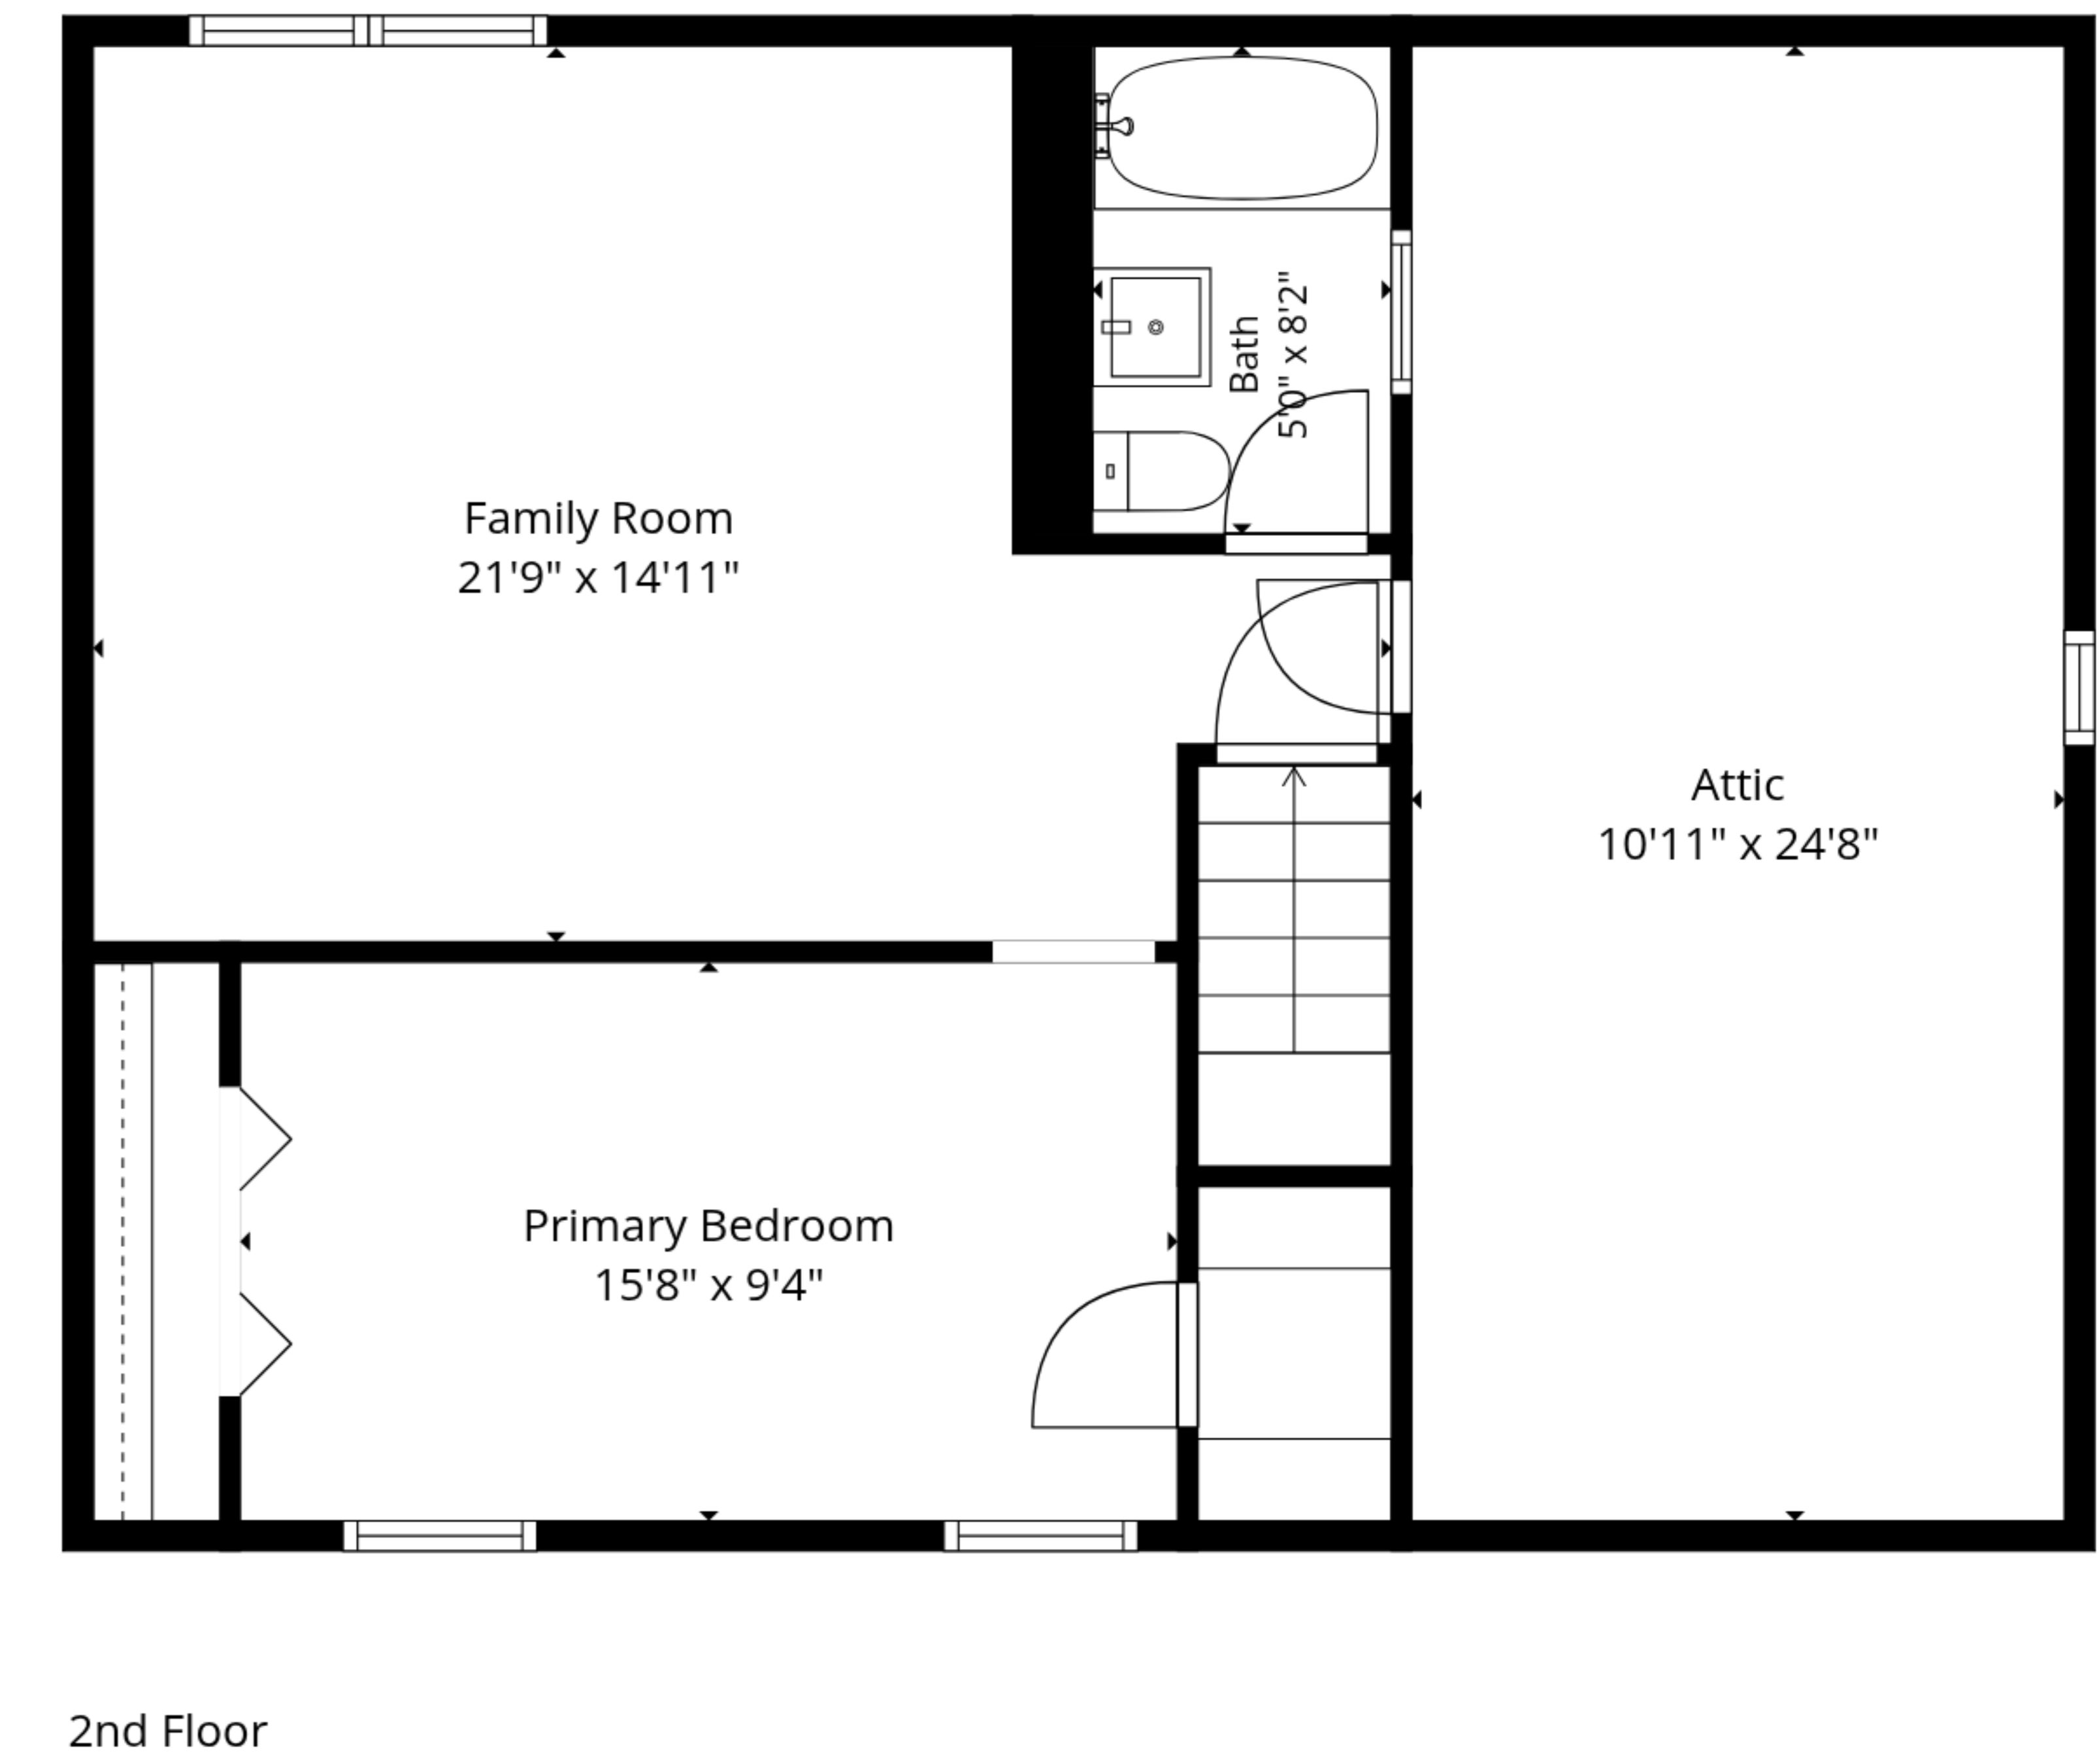 Family Room
21'9" x 14'11"
Bath
5'0" x 8'2"
Attic
10'11" x 24'8"
Primary Bedroom
15'8" x 9'4"
2nd Floor